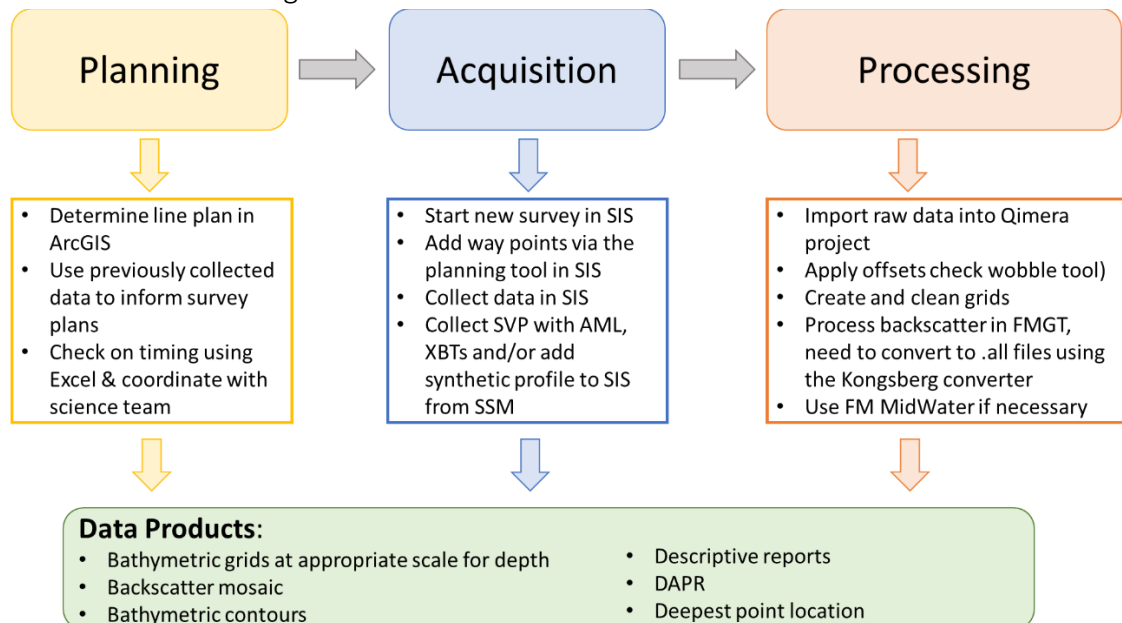 Planning
Acquisition
Processing
• Determine line plan in
ArcGIS
• Use previously collected
data to inform survey
plans
• Check on timing using
Excel & coordinate with
science team
• Start new survey in SIS
• Add way points via the
planning tool in SIS
• Collect data in SIS
• Collect SVP with AML,
XBTs and/or add
synthetic profile to SIS
from SSM
• Import raw data into Qimera
project
• Apply offsets check wobble tool)
• Create and clean grids
• Process backscatter in FMGT,
need to convert to .all files using
the Kongsberg converter
• Use FM MidWater if necessary
Data Products:
• Bathymetric grids at appropriate scale for depth
• Backscatter mosaic
• Bathymetric contours
• Descriptive reports
• DAPR
• Deepest point location